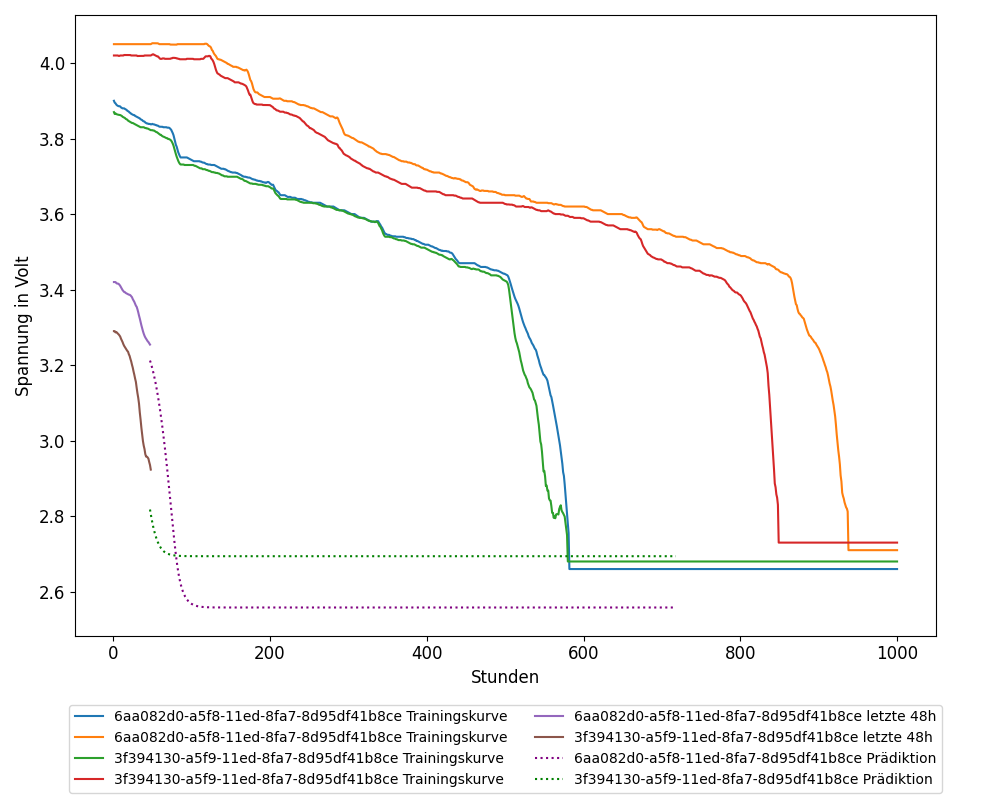 Spannung in Volt
4.0
3.8
3.6
3.4
3.2
3.0
2.8
2.6
0 200 400 600 800 1000
Stunden
6aa082d0-a5f8-11ed-8fa7-8d95df41b8ce Trainingskurve
6aa082d0-a5f8-11ed-8fa7-8d95df41b8ce Trainingskurve
3f394130-a5f9-11ed-8fa7-8d95df41b8ce Trainingskurve
3f394130-a5f9-11ed-8fa7-8d95df41b8ce Trainingskurve
6aa082d0-a5f8-11ed-8fa7-8d95df41b8ce letzte 48h
3f394130-a5f9-11ed-8fa7-8d95df41b8ce letzte 48h
6aa082d0-a5f8-11ed-8fa7-8d95df41b8ce Prädiktion
3f394130-a5f9-11ed-8fa7-8d95df41b8ce Prädiktion